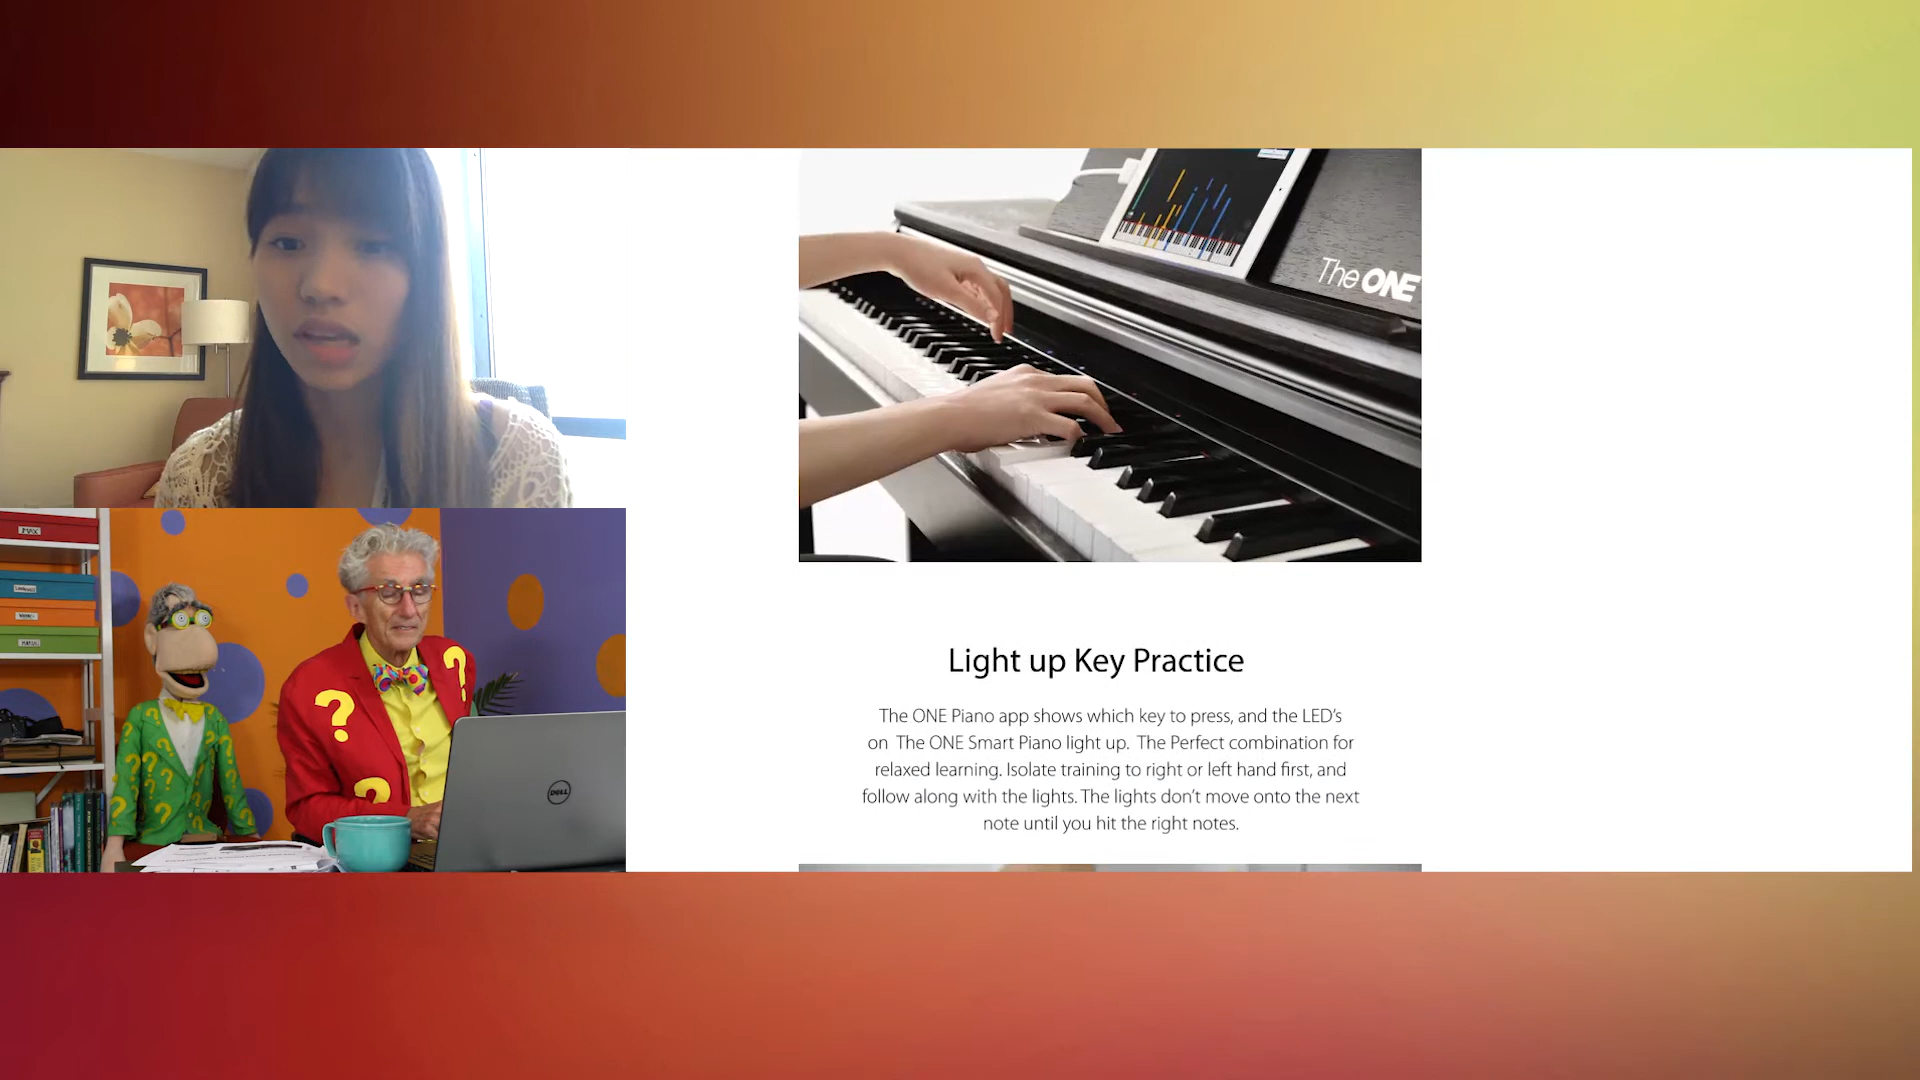 The ONE
Light up Key Practice
The ONE Piano app shows which key to press, and the LED's
on The ONE Smart Piano light up. The Perfect combination for
relaxed learning. Isolate training to right or left hand first, and
follow along with the lights. The lights don't move onto the next
note until you hit the right notes.
MAX
?
?
?
DELL